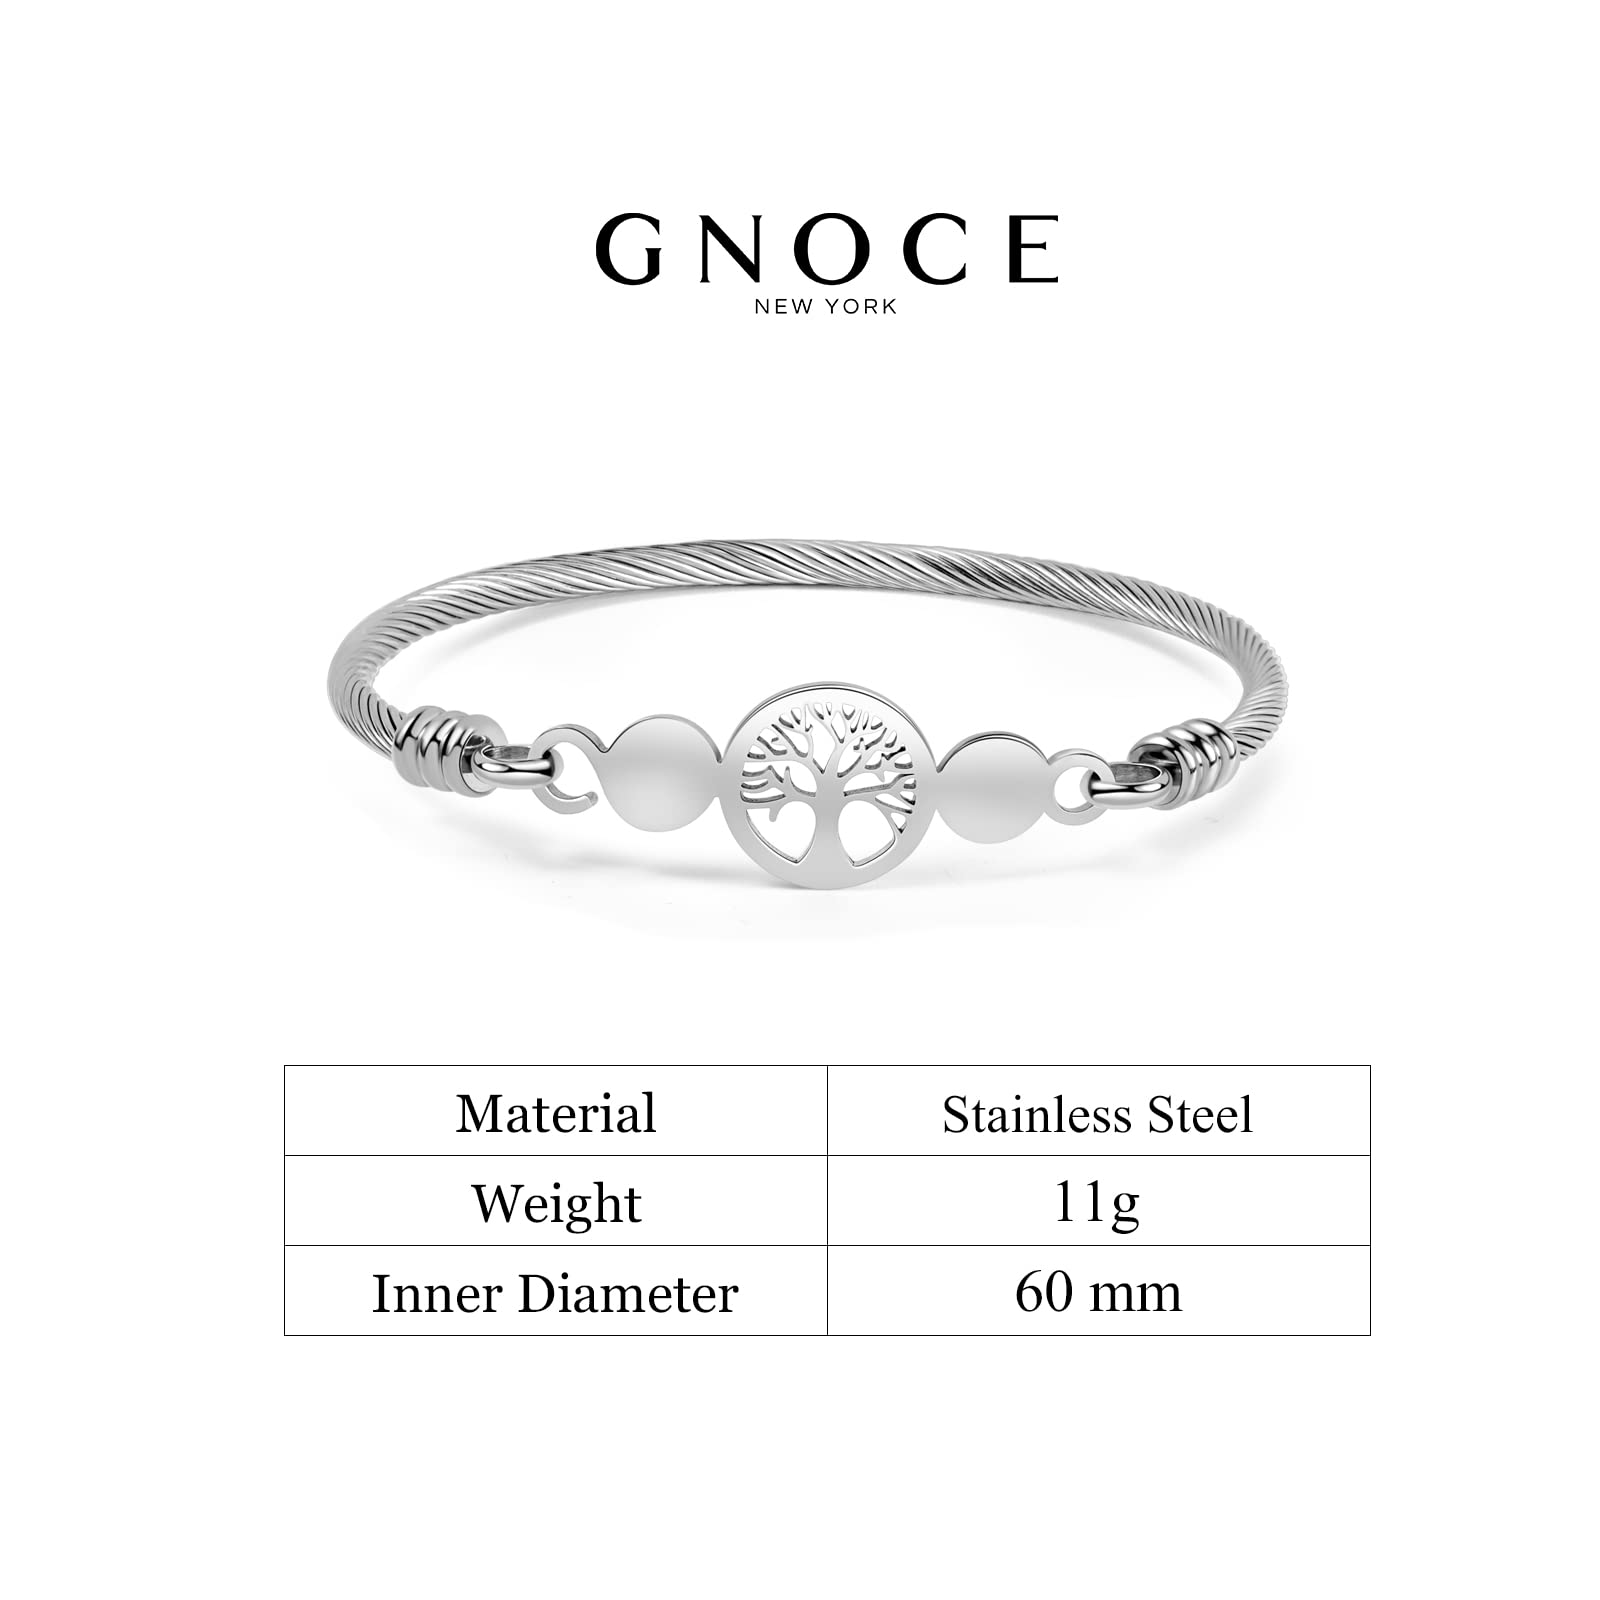 GNOCE
NEW YORK
Material Stainless Steel
Weight 11g
Inner Diameter 60 mm